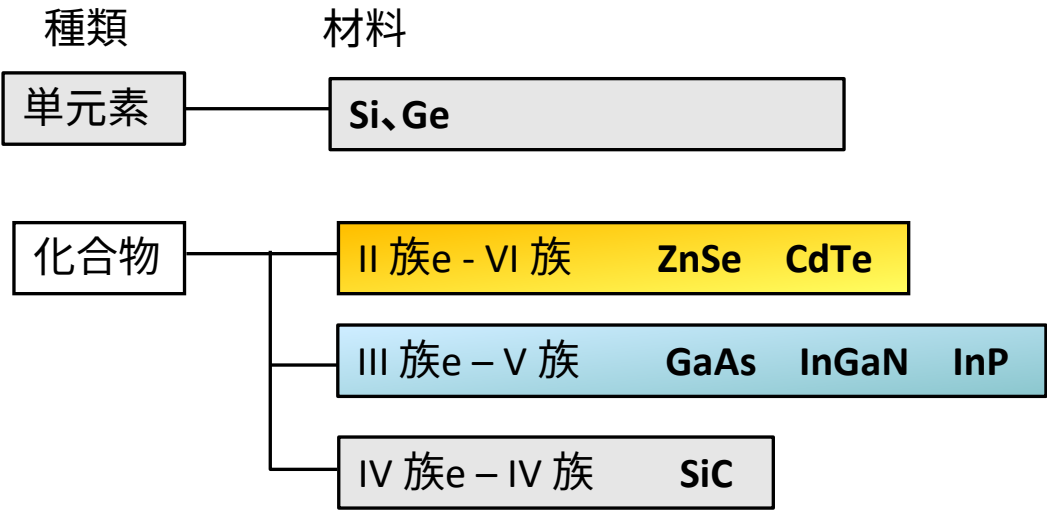 種類 材料
単元素 Si、Ge
化合物 II 族e - VI 族 ZnSe CdTe
III 族e – V 族 GaAs InGaN InP
IV 族e – IV 族 SiC